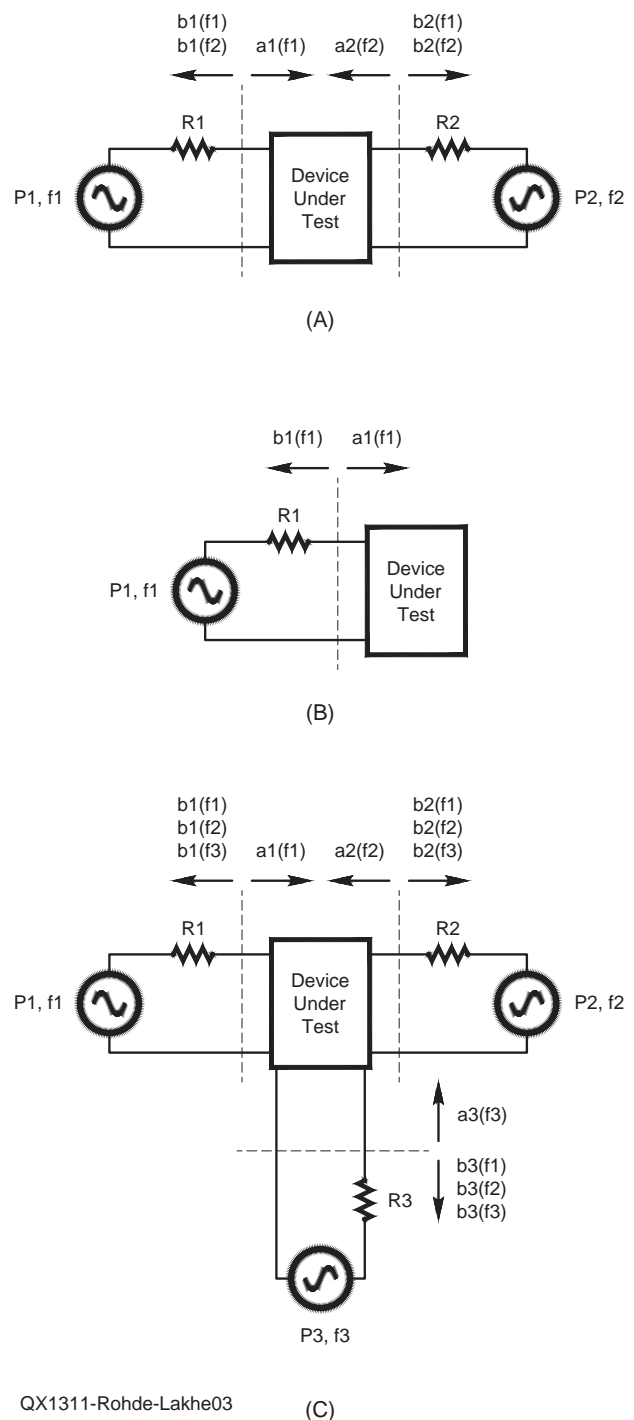 b1(f1)
b1(f2)
a1(f1)
a2(f2)
b2(f1)
b2(f2)
R1
R2
P1, f1
Device
Under
Test
P2, f2
(A)
b1(f1)
a1(f1)
R1
P1, f1
Device
Under
Test
(B)
b1(f1)
b1(f2)
b1(f3)
a1(f1)
a2(f2)
b2(f1)
b2(f2)
b2(f3)
R1
R2
P1, f1
Device
Under
Test
P2, f2
a3(f3)
b3(f1)
b3(f2)
b3(f3)
R3
P3, f3
QX1311-Rohde-Lakhe03
(C)